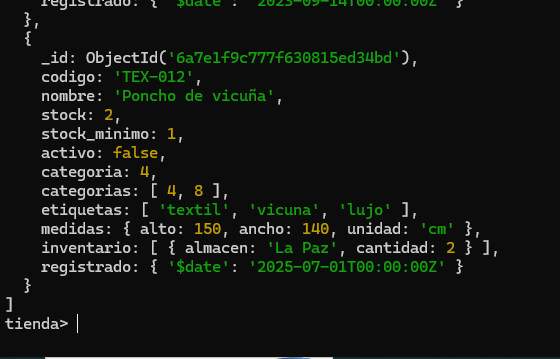 registrado: { '$date': '2023-09-14T00:00:00Z' }
  },
  {
    _id: ObjectId('6a7e1f9c777f630815ed34bd'),
    codigo: 'TEX-012',
    nombre: 'Poncho de vicuña',
    stock: 2,
    stock_minimo: 1,
    activo: false,
    categoria: 4,
    categorias: [ 4, 8 ],
    etiquetas: [ 'textil', 'vicuna', 'lujo' ],
    medidas: { alto: 150, ancho: 140, unidad: 'cm' },
    inventario: [ { almacen: 'La Paz', cantidad: 2 } ],
    registrado: { '$date': '2025-07-01T00:00:00Z' }
  }
]
tienda>